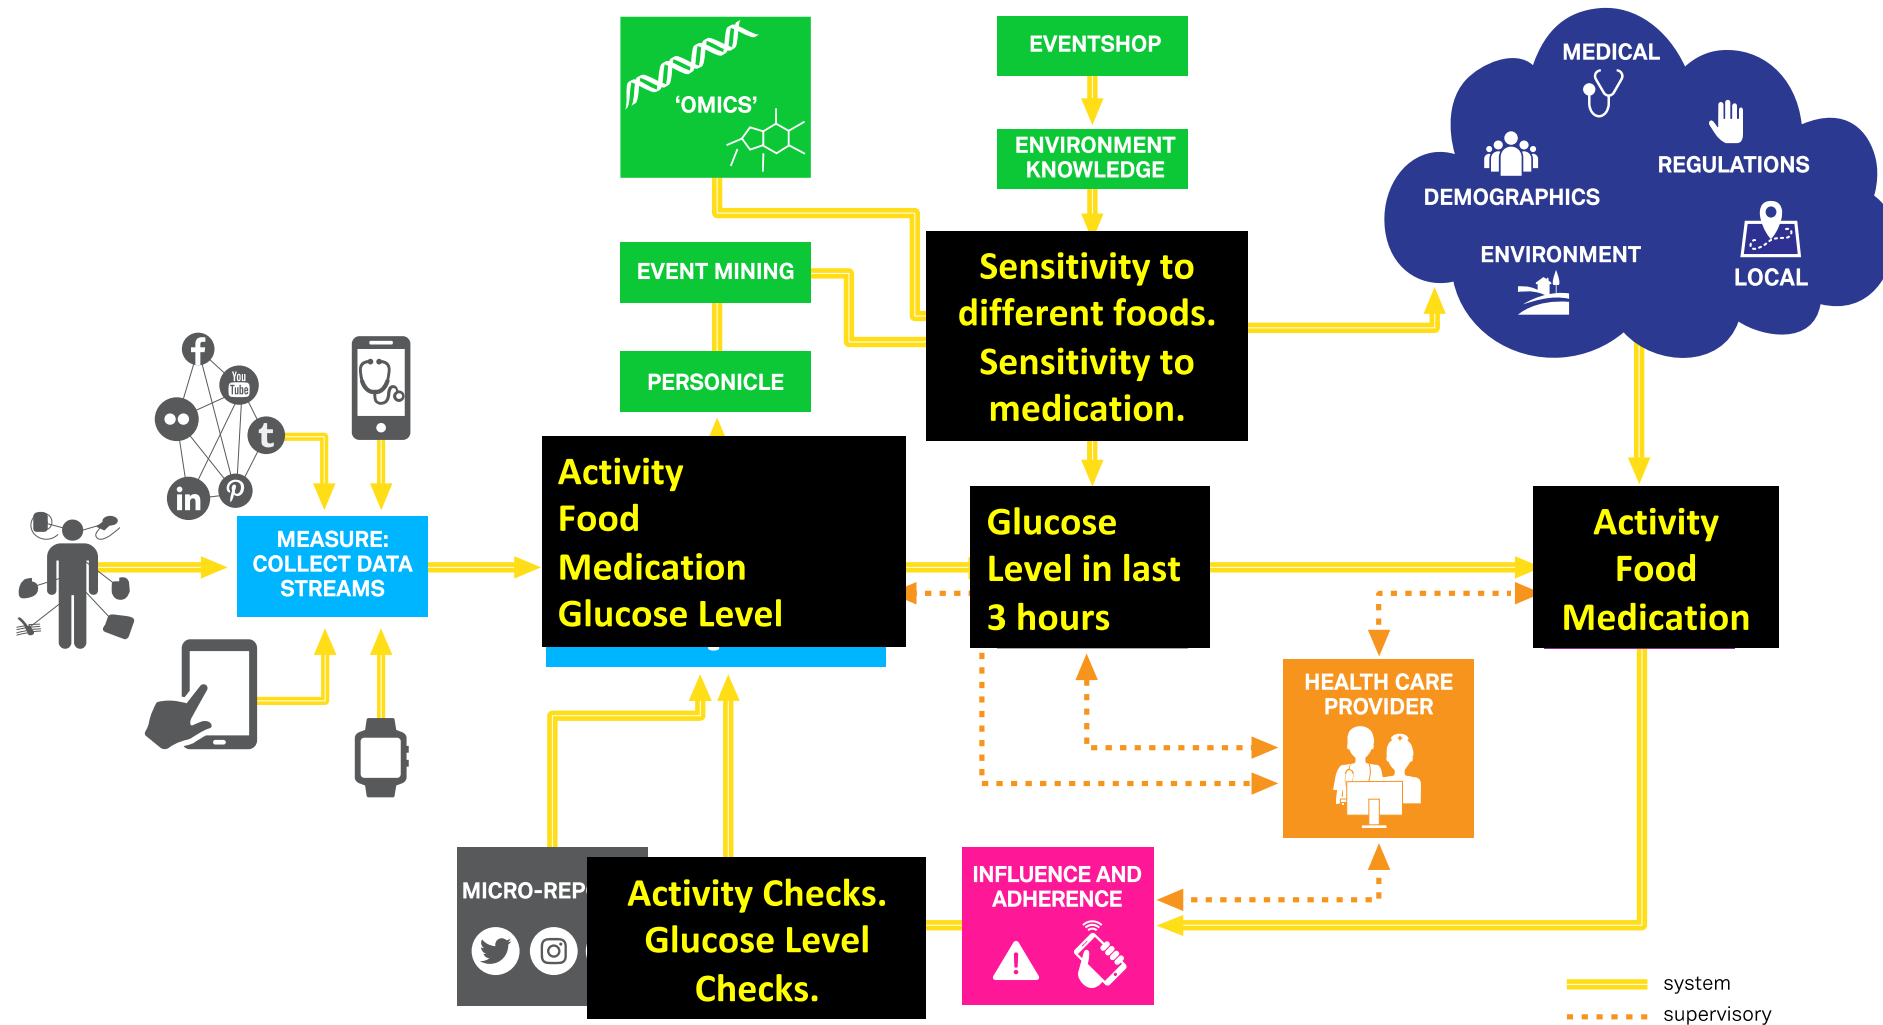 'OMICS'
EVENTSHOP
ENVIRONMENT
KNOWLEDGE
MEDICAL
REGULATIONS
DEMOGRAPHICS
ENVIRONMENT
LOCAL
EVENT MINING
PERSONICLE
Sensitivity to
different foods.
Sensitivity to
medication.
You
Tube
MEASURE:
COLLECT DATA
STREAMS
Activity
Food
Medication
Glucose Level
Glucose
Level in last
3 hours
Activity
Food
Medication
HEALTH CARE
PROVIDER
MICRO-REP
Activity Checks.
Glucose Level
Checks.
INFLUENCE AND
ADHERENCE
system
supervisory